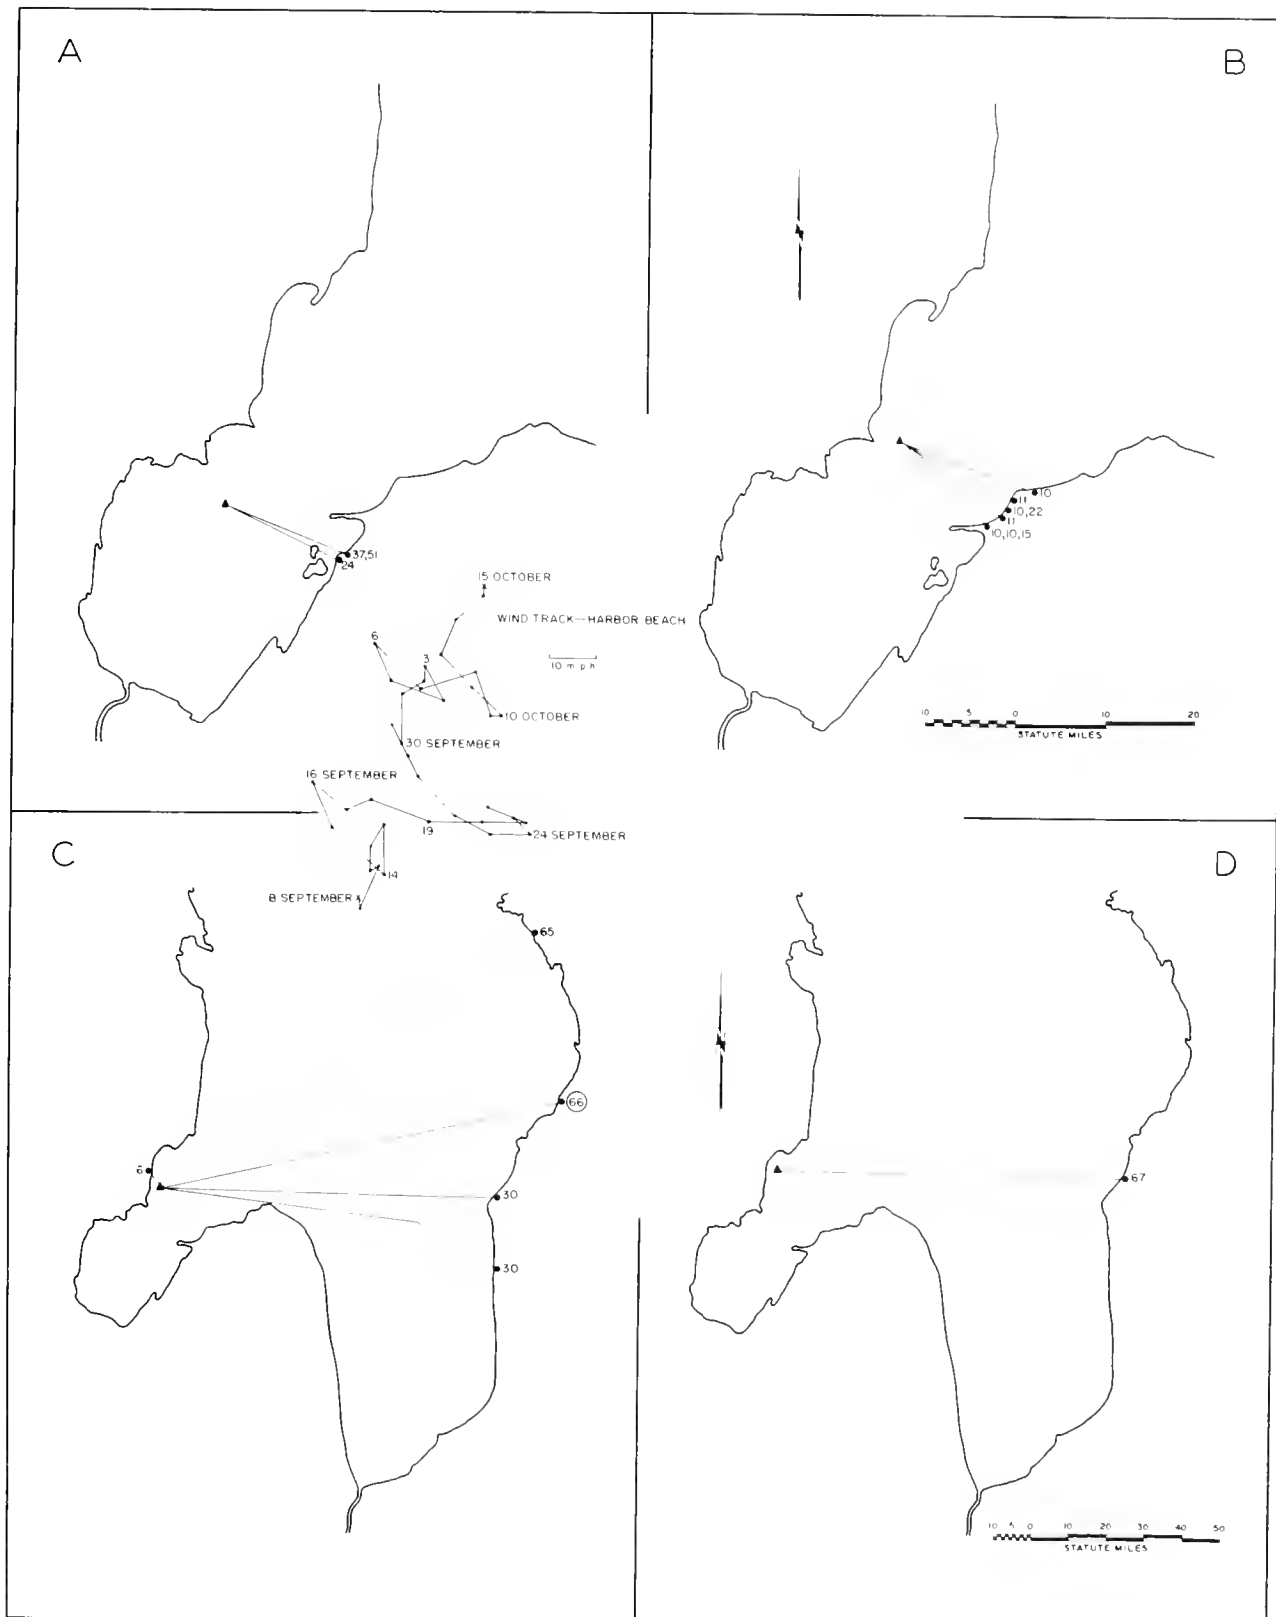 A
B
37,51
24
10
11
10,22
11
10,10,15
15 OCTOBER
WIND TRACK—HARBOR BEACH
6
3
10 mph
10 OCTOBER
30 SEPTEMBER
16 SEPTEMBER
19
24 SEPTEMBER
14
8 SEPTEMBER
10 5 0 10 20
STATUTE MILES
C
D
65
66
6
30
30
67
10 5 0 10 20 30 40 50
STATUTE MILES